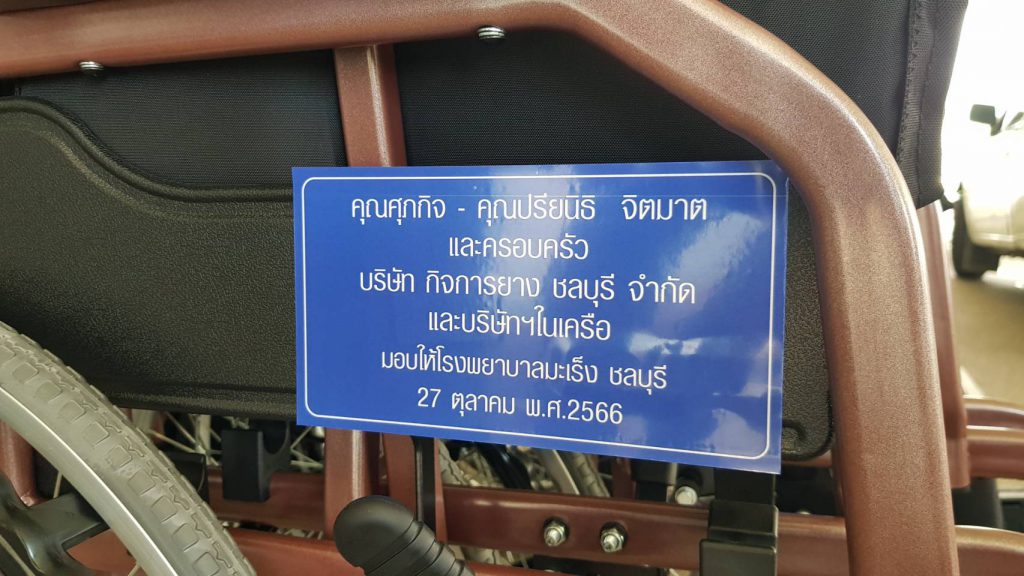 คุณศุภกิจ - คุณปรียนิธิ จิตมาต
และครอบครัว
บริษัท กิจการยาง ชลบุรี จำกัด
และบริษัทฯในเครือ
มอบให้โรงพยาบาลมะเร็ง ชลบุรี
27 ตุลาคม พ.ศ.2566